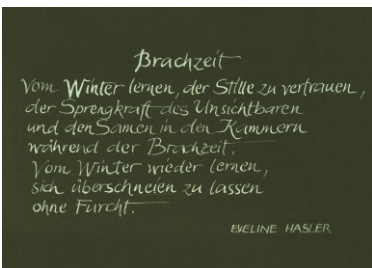 Brachzeit
Vom Winter lernen, der Stille zu vertrauen,
der Sprengkraft des Unsichtbaren
und den Samen in den Kammern
während der Brachzeit.
Vom Winter wieder lernen,
sich überschneien zu lassen
ohne Furcht.
EVELINE HASLER